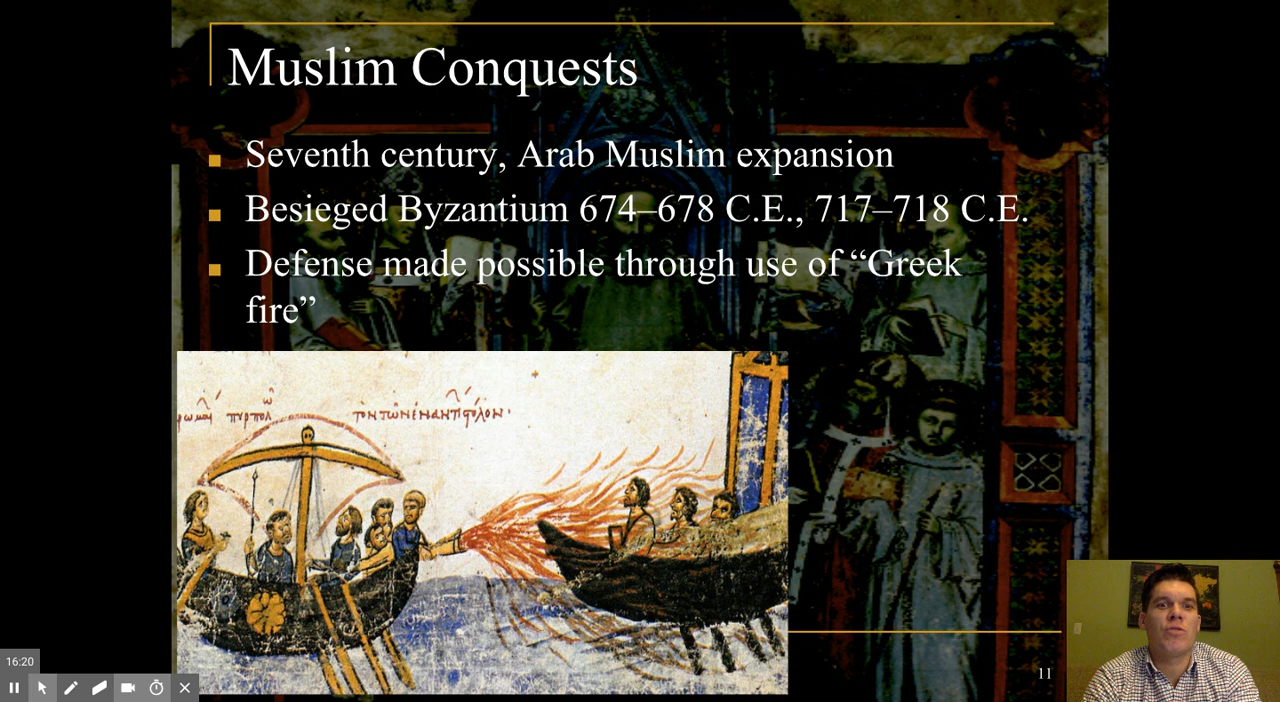 Muslim Conquests
Seventh century, Arab Muslim expansion
Besieged Byzantium 674–678 C.E., 717–718 C.E.
Defense made possible through use of “Greek
fire”
11
16:20